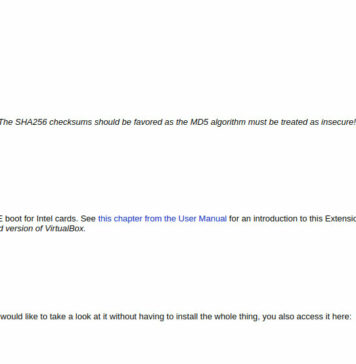 The SHA256 checksums should be favored as the MD5 algorithm must be treated as insecure!
E boot for Intel cards. See this chapter from the User Manual for an introduction to this Extensio
d version of VirtualBox.
would like to take a look at it without having to install the whole thing, you also access it here: